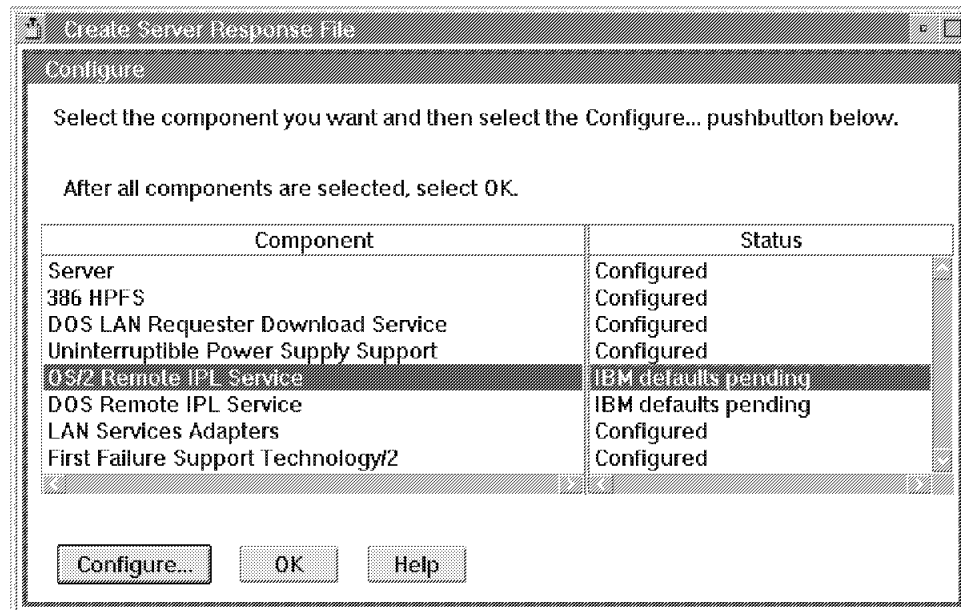 Create Server Response File
Configure
Select the component you want and then select the Configure... pushbutton below.
After all components are selected, select OK.
Component Status
Server Configured
386 HPFS Configured
DOS LAN Requester Download Service Configured
Uninterruptible Power Supply Support Configured
OS/2 Remote IPL Service IBM defaults pending
DOS Remote IPL Service IBM defaults pending
LAN Services Adapters Configured
First Failure Support Technology/2 Configured
Configure... OK Help